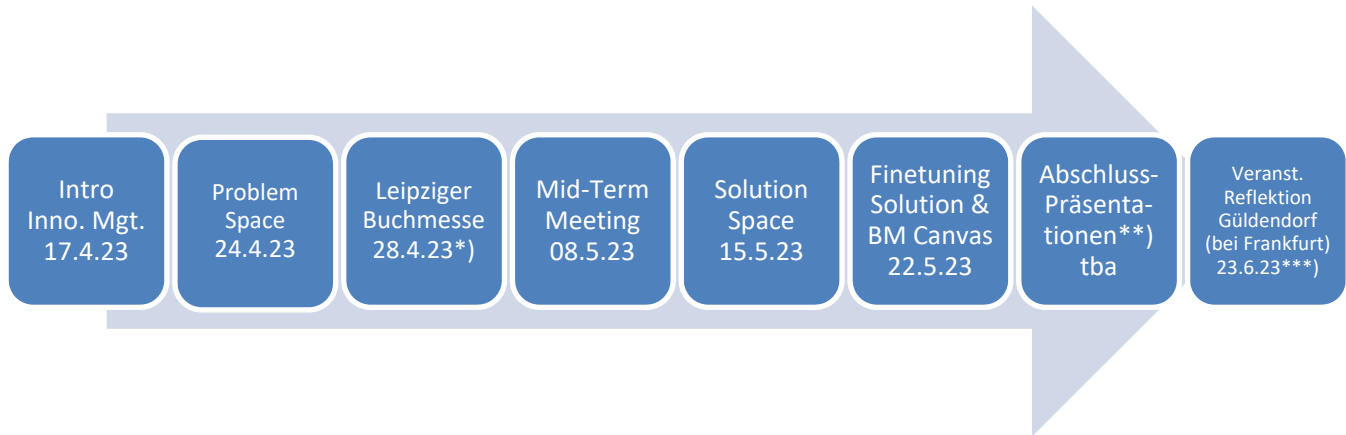 Intro
Inno. Mgt.
17.4.23
Problem
Space
24.4.23
Leipziger
Buchmesse
28.4.23*)
Mid-Term
Meeting
08.5.23
Solution
Space
15.5.23
Finetuning
Solution &
BM Canvas
22.5.23
Abschluss-
Präsenta-
tionen**)
tba
Veranst.
Reflektion
Güldendorf
(bei Frankfurt)
23.6.23***)